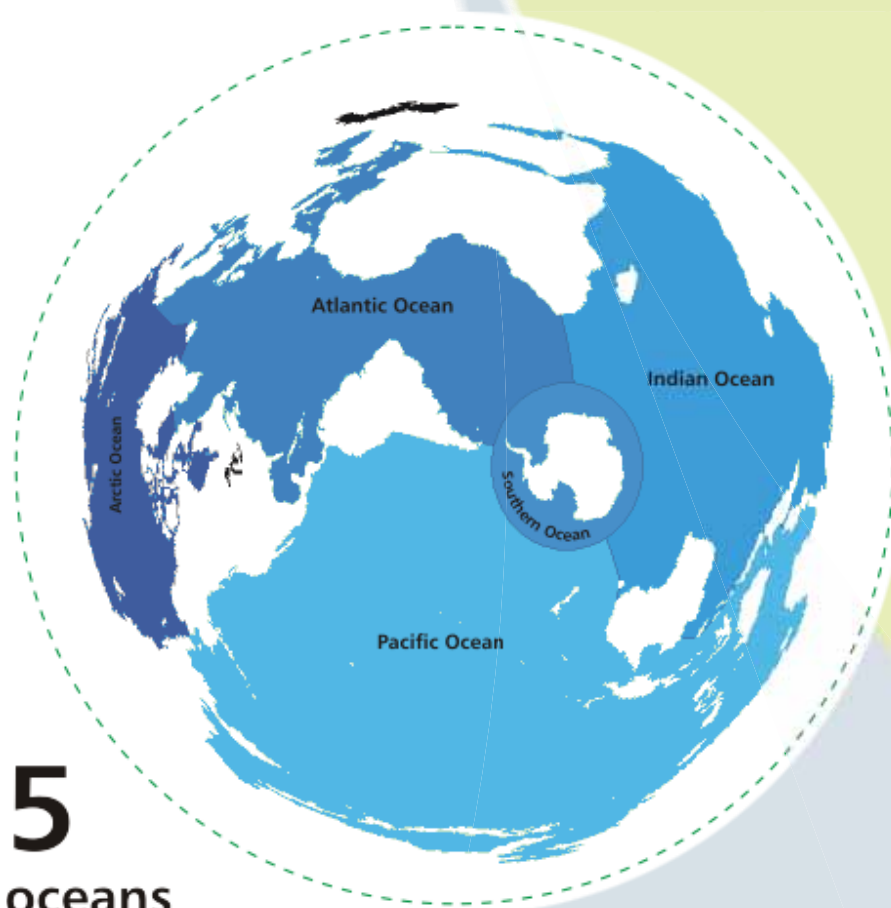 Atlantic Ocean
Indian Ocean
Arctic Ocean
Southern Ocean
Pacific Ocean
5
oceans